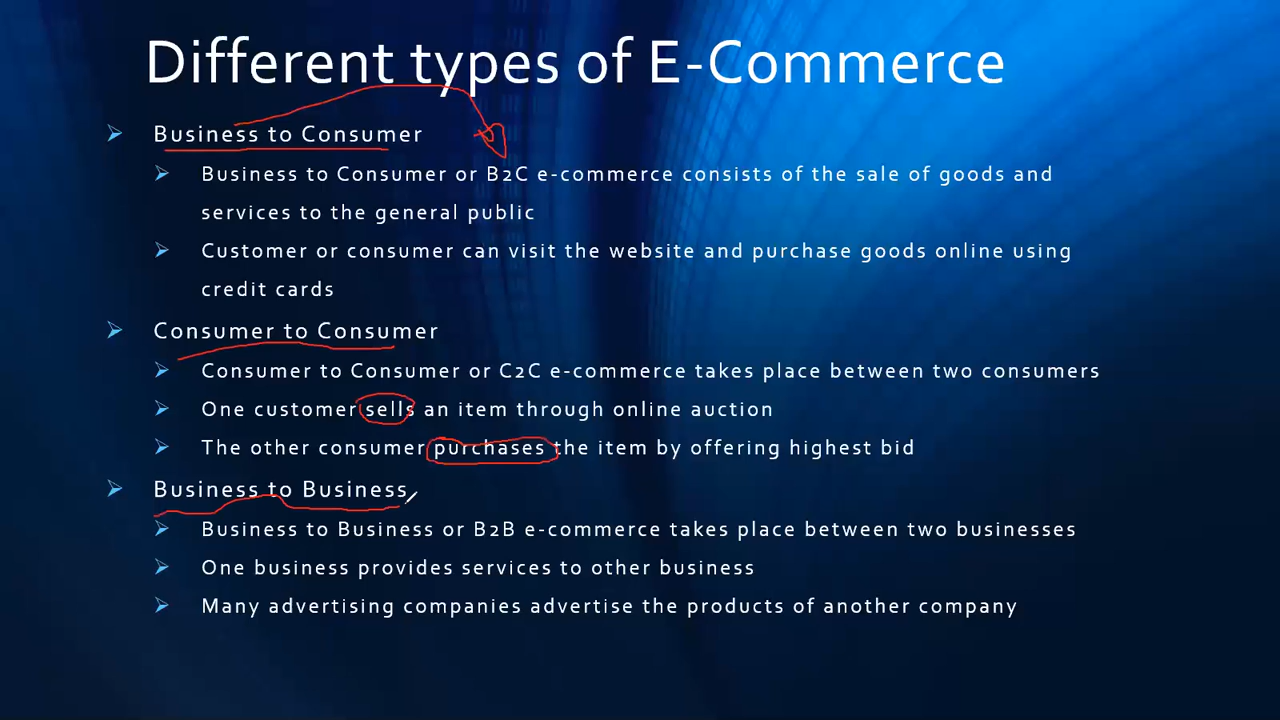 Different types of E-Commerce
Business to Consumer
Business to Consumer or B2C e-commerce consists of the sale of goods and
services to the general public
Customer or consumer can visit the website and purchase goods online using
credit cards
Consumer to Consumer
Consumer to Consumer or C2C e-commerce takes place between two consumers
One customer sells an item through online auction
The other consumer purchases the item by offering highest bid
Business to Business
Business to Business or B2B e-commerce takes place between two businesses
One business provides services to other business
Many advertising companies advertise the products of another company